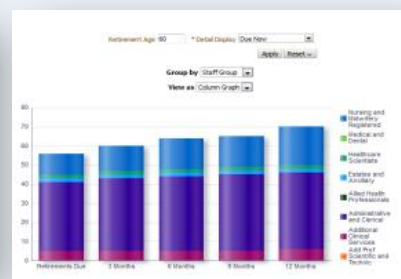 Retirement Age 60 * Detail Display Due Now
Apply Reset
Group by Staff Group
View as Column Graph
80
70
60
50
40
30
20
10
0
Retirements Due 3 Months 6 Months 9 Months 12 Months
Nursing and
Midwifery
Registered
Medical and
Dental
Healthcare
Scientists
Estates and
Ancillary
Allied Health
Professionals
Administrative
and Clerical
Additional
Clinical
Services
Add Prof
Scientific and
Technic